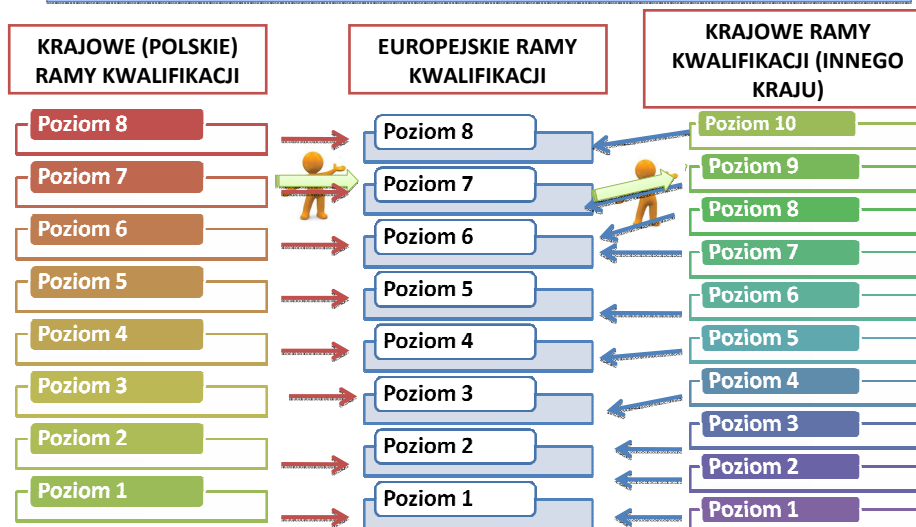 KRAJOWE (POLSKIE)
RAMY KWALIFIKACJI
Poziom 8
Poziom 7
Poziom 6
Poziom 5
Poziom 4
Poziom 3
Poziom 2
Poziom 1
EUROPEJSKIE RAMY
KWALIFIKACJI
Poziom 8
Poziom 7
Poziom 6
Poziom 5
Poziom 4
Poziom 3
Poziom 2
Poziom 1
KRAJOWE RAMY
KWALIFIKACJI (INNEGO
KRAJU)
Poziom 10
Poziom 9
Poziom 8
Poziom 7
Poziom 6
Poziom 5
Poziom 4
Poziom 3
Poziom 2
Poziom 1